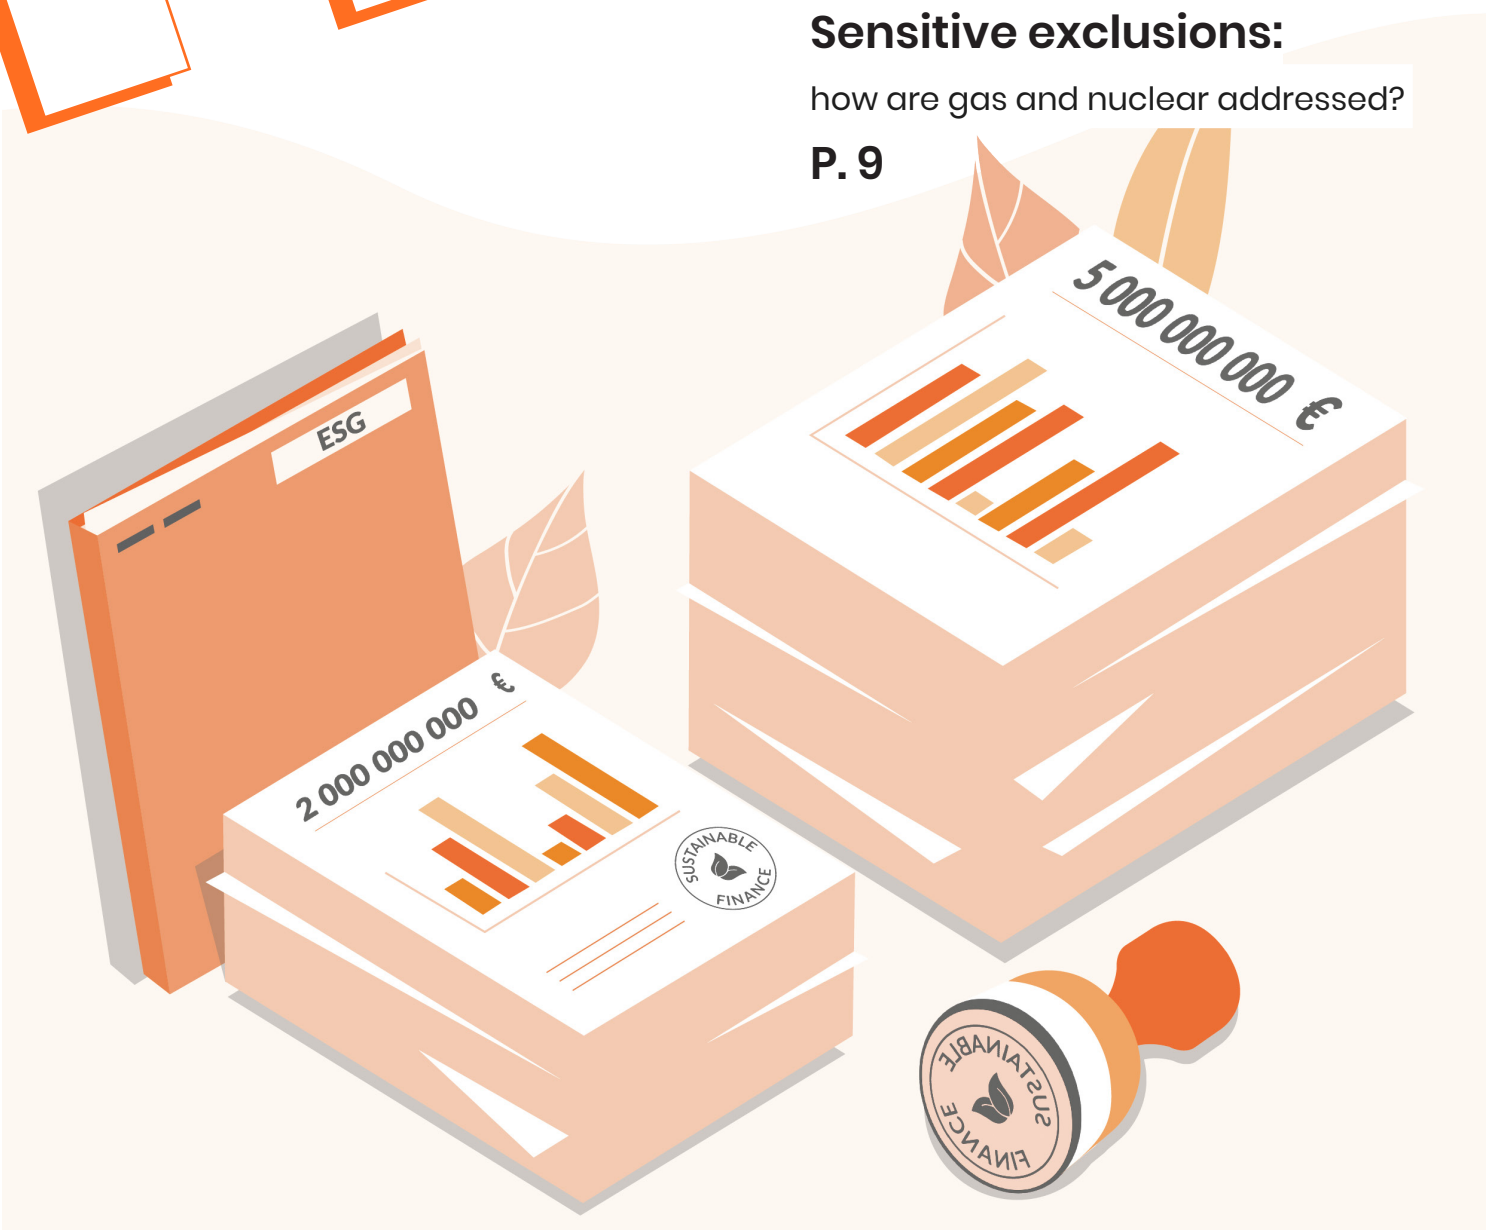 Sensitive exclusions:
how are gas and nuclear addressed?
P. 9
5 000 000 000 €
ESG
2 000 000 000 €
SUSTAINABLE
FINANCE
SUSTAINABLE
FINANCE